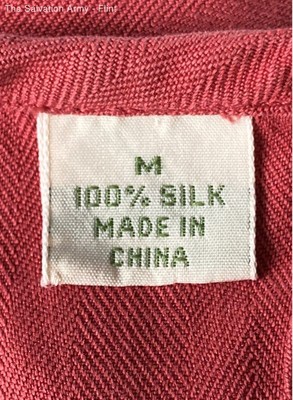 The Salvation Army - Flint
M
100% SILK
MADE IN
CHINA